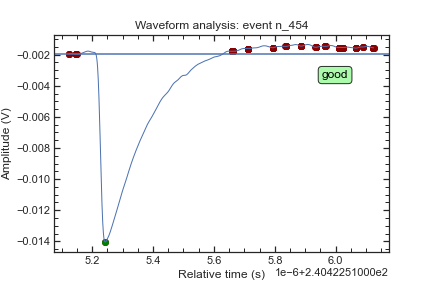 Waveform analysis: event n_454
Amplitude (V)
−0.002
−0.004
−0.006
−0.008
−0.010
−0.012
−0.014
good
5.2
5.4
5.6
5.8
6.0
Relative time (s)
1e−6+2.4042251000e2